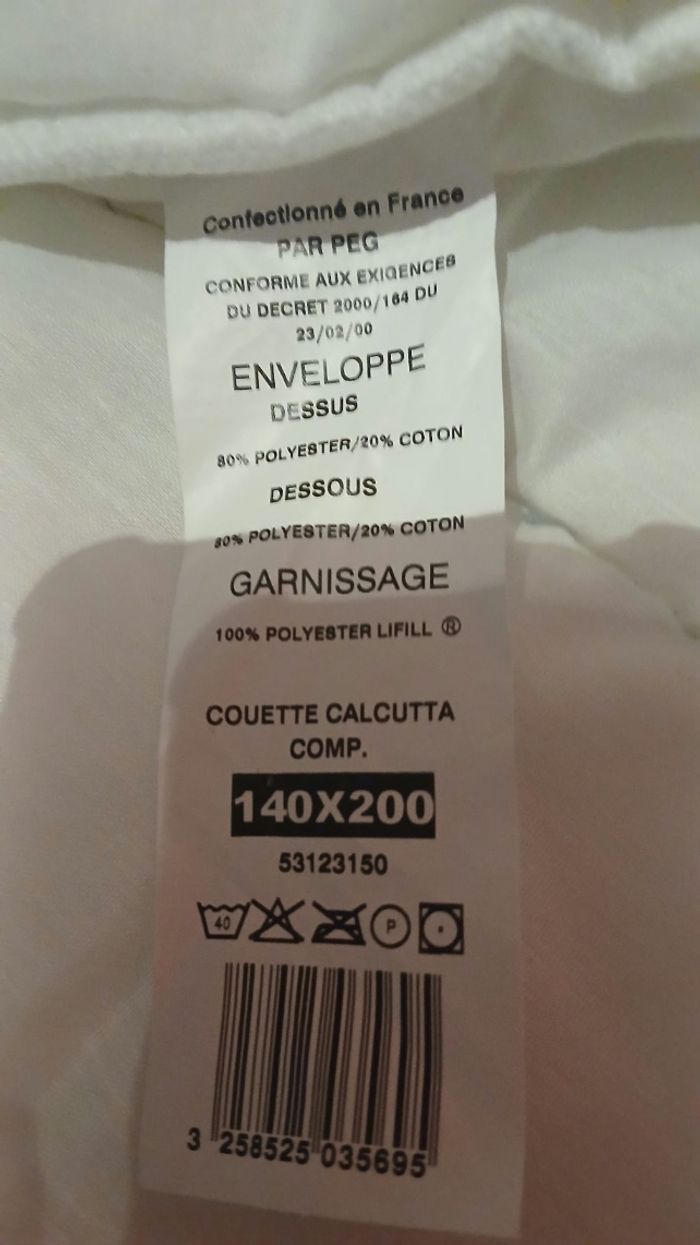 Confectionné en France
PAR PEG
CONFORME AUX EXIGENCES
DU DECRET 2000/164 DU
23/02/00
ENVELOPPE
DESSUS
80% POLYESTER/20% COTON
DESSOUS
80% POLYESTER/20% COTON
GARNISSAGE
100% POLYESTER LIFILL ®
COUETTE CALCUTTA
COMP.
140X200
53123150
40 P
3 258525 035695